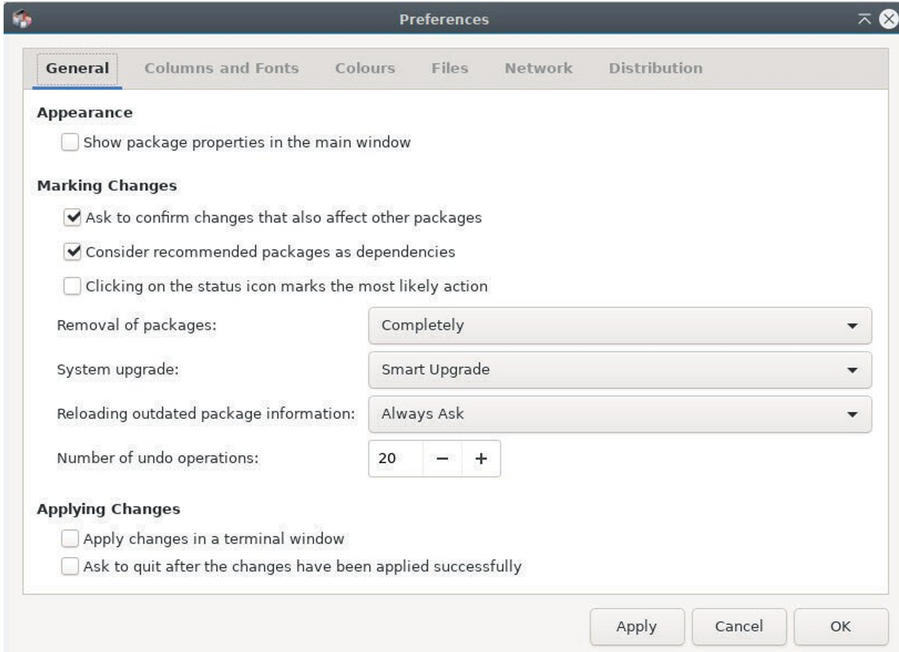 Preferences
General Columns and Fonts Colours Files Network Distribution
Appearance
Show package properties in the main window
Marking Changes
Ask to confirm changes that also affect other packages
Consider recommended packages as dependencies
Clicking on the status icon marks the most likely action
Removal of packages: Completely
System upgrade: Smart Upgrade
Reloading outdated package information: Always Ask
Number of undo operations: 20 − +
Applying Changes
Apply changes in a terminal window
Ask to quit after the changes have been applied successfully
Apply Cancel OK